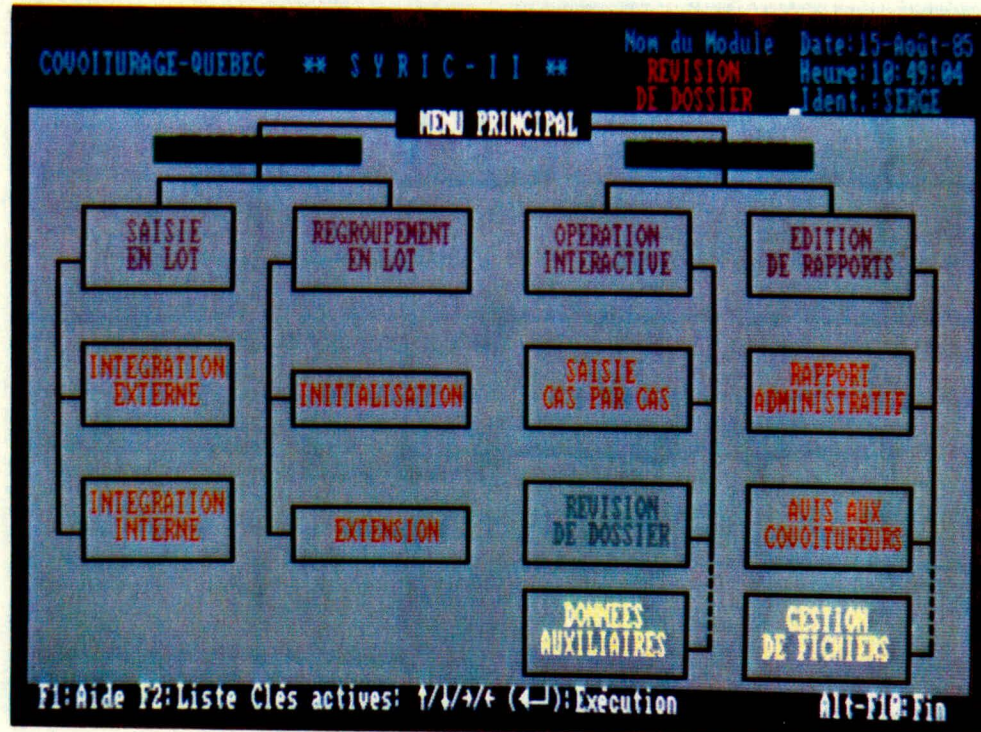 COVOITURAGE-QUEBEC ** S Y R I C - I I **
Nom du Module
REVISION
DE DOSSIER
Date:15-Août-85
Heure:10:49:04
Ident.:SERGE
MENU PRINCIPAL
SAISIE
EN LOT
REGROUPEMENT
EN LOT
OPERATION
INTERACTIVE
EDITION
DE RAPPORTS
INTEGRATION
EXTERNE
INITIALISATION
SAISIE
CAS PAR CAS
RAPPORT
ADMINISTRATIF
INTEGRATION
INTERNE
EXTENSION
REVISION
DE DOSSIER
AVIS AUX
COVOITUREURS
DONNEES
AUXILIAIRES
GESTION
DE FICHIERS
F1:Aide F2:Liste Clés actives: ↑/↓/→/← (←┘):Exécution Alt-F10:Fin